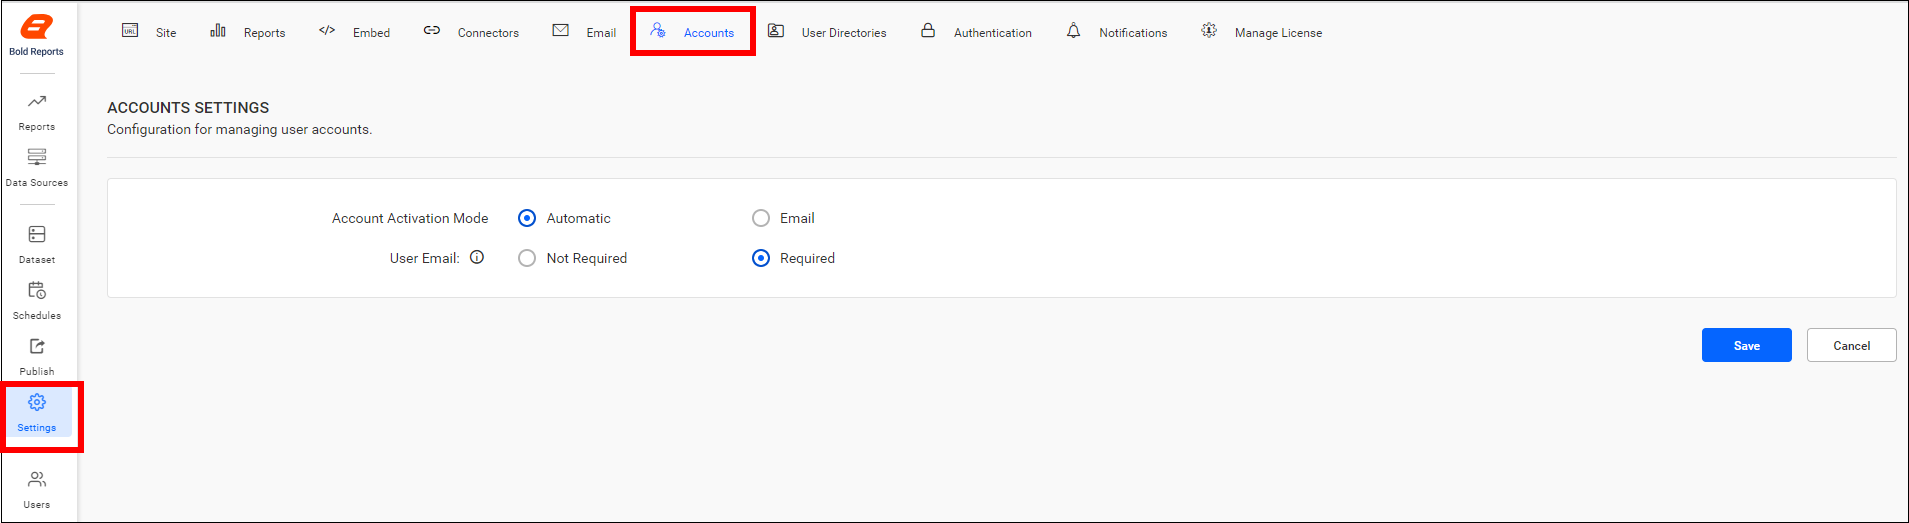 Bold Reports
Site
Reports
Embed
Connectors
Email
Accounts
User Directories
Authentication
Notifications
Manage License
Reports
Data Sources
Dataset
Schedules
Publish
Settings
Users
ACCOUNTS SETTINGS
Configuration for managing user accounts.
Account Activation Mode Automatic Email
User Email: Not Required Required
Save Cancel